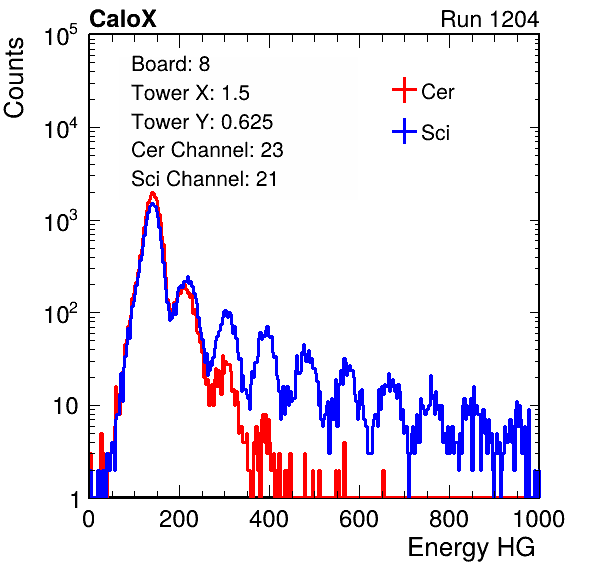 CaloX Run 1204
Counts
Board: 8
Tower X: 1.5
Tower Y: 0.625
Cer Channel: 23
Sci Channel: 21
Cer
Sci
10^5
10^4
10^3
10^2
10
1
0 200 400 600 800 1000
Energy HG